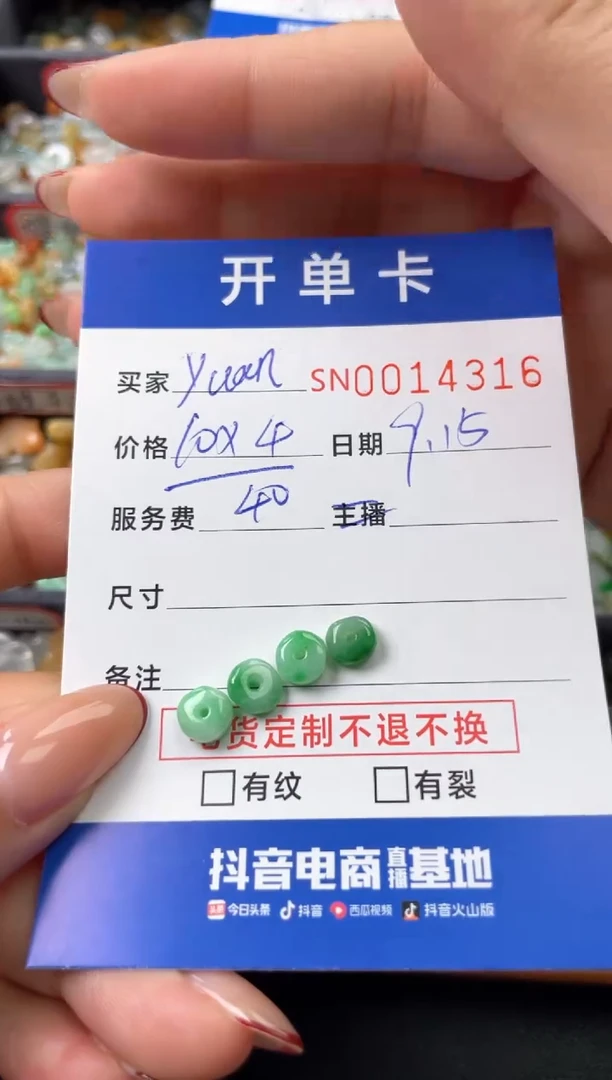 开单卡
买家 Yuan SN0014316
价格 10x4 日期 9.15
服务费 40 主播
尺寸
备注
货定制不退不换
□有纹 □有裂
抖音电商直播基地
头条 今日头条 抖音 西瓜视频 抖音火山版